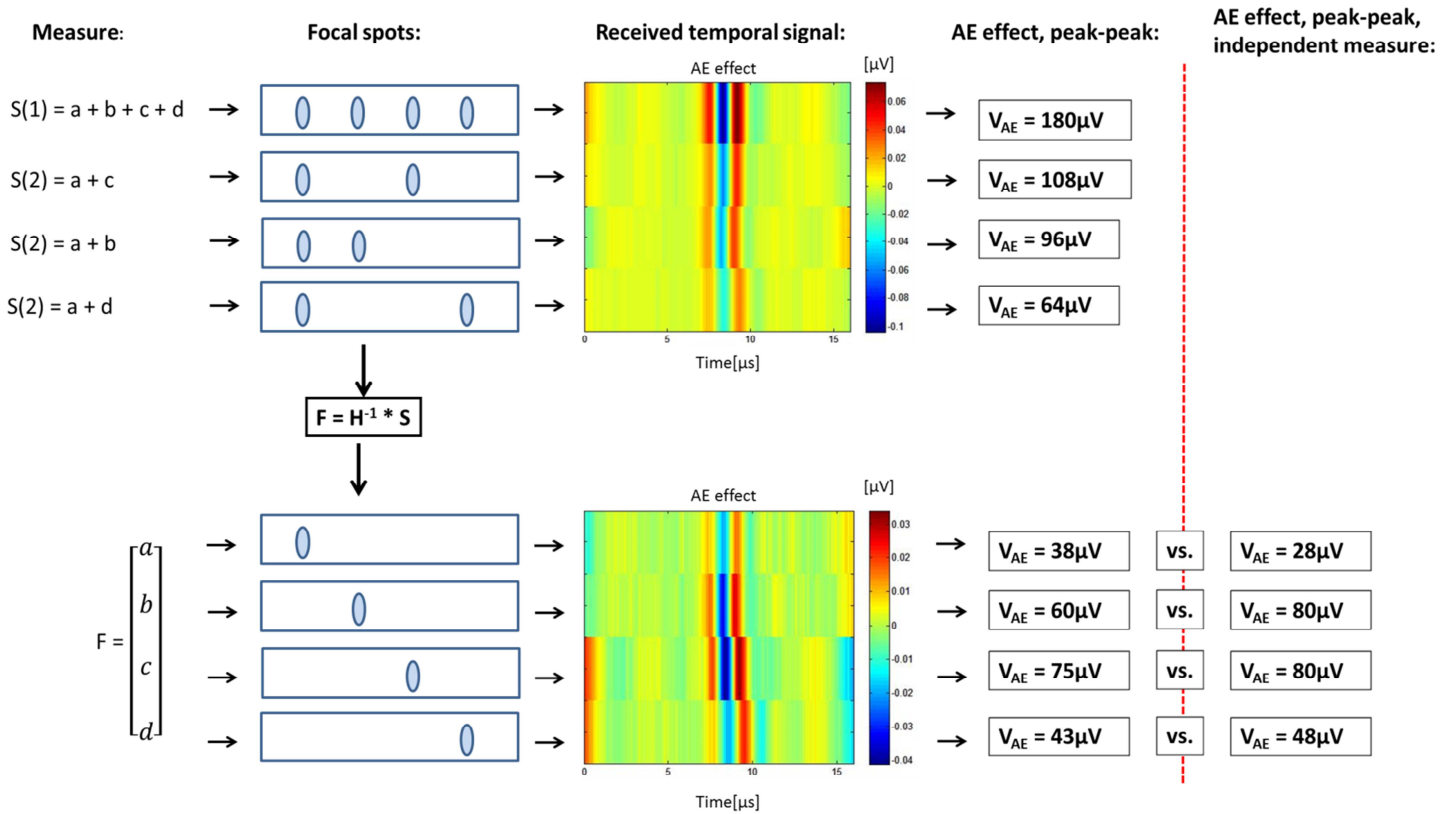 Measure:
Focal spots:
Received temporal signal:
AE effect, peak-peak:
AE effect, peak-peak,
independent measure:
AE effect
[µV]
S(1) = a + b + c + d
S(2) = a + c
S(2) = a + b
S(2) = a + d
0.06
0.04
0.02
0
-0.02
-0.04
-0.06
-0.08
-0.1
0
5
10
15
Time[µs]
V_AE = 180µV
V_AE = 108µV
V_AE = 96µV
V_AE = 64µV
F = H⁻¹ * S
AE effect
[µV]
F =
a
b
c
d
0.03
0.02
0.01
0
-0.01
-0.02
-0.03
-0.04
0
5
10
15
Time[µs]
V_AE = 38µV vs. V_AE = 28µV
V_AE = 60µV vs. V_AE = 80µV
V_AE = 75µV vs. V_AE = 80µV
V_AE = 43µV vs. V_AE = 48µV